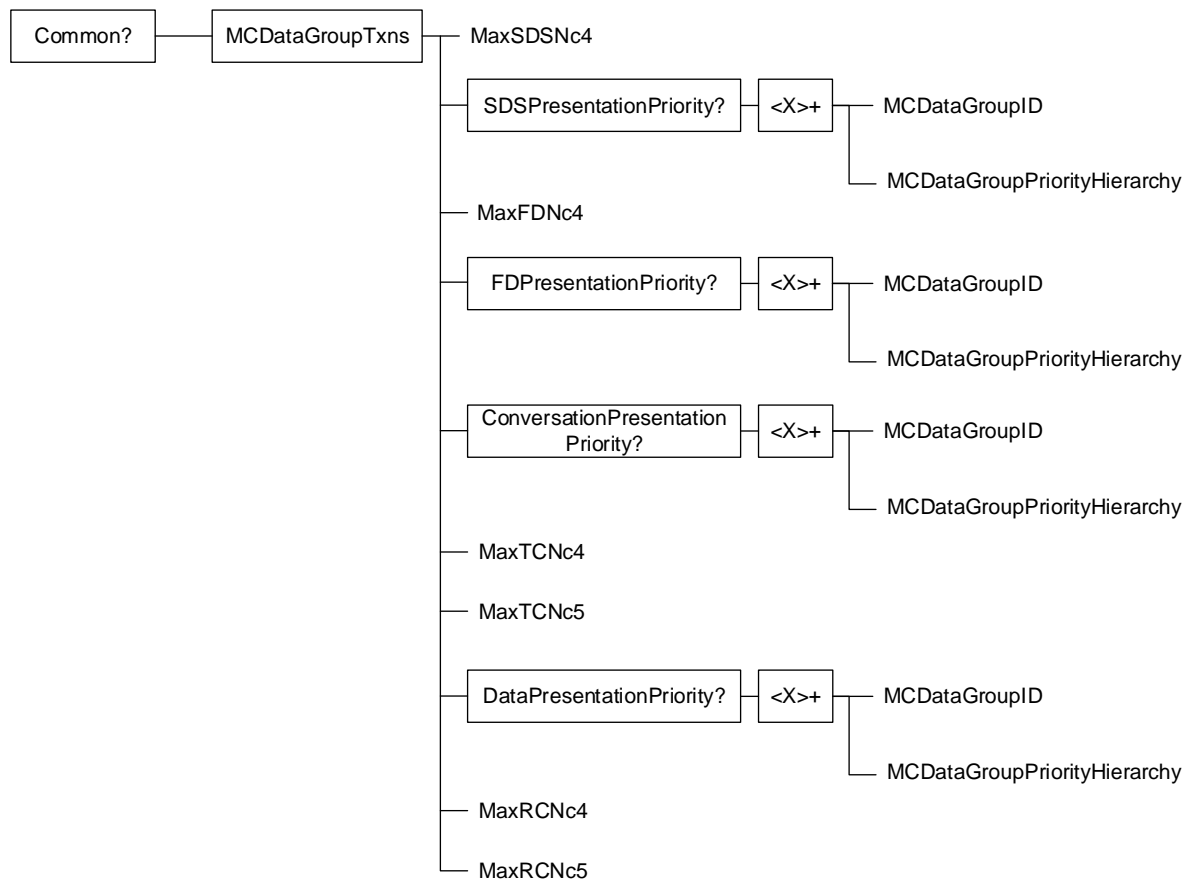 Common?
MCDataGroupTxns
MaxSDSNc4
SDSPresentationPriority?
<X>+
MCDataGroupID
MCDataGroupPriorityHierarchy
MaxFDNc4
FDPresentationPriority?
<X>+
MCDataGroupID
MCDataGroupPriorityHierarchy
ConversationPresentation
Priority?
<X>+
MCDataGroupID
MCDataGroupPriorityHierarchy
MaxTCNc4
MaxTCNc5
DataPresentationPriority?
<X>+
MCDataGroupID
MCDataGroupPriorityHierarchy
MaxRCNc4
MaxRCNc5